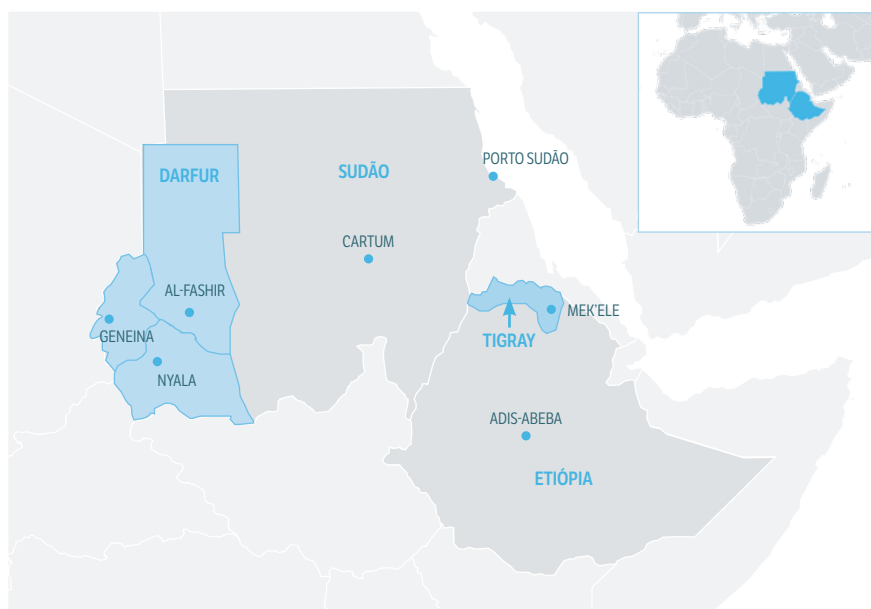 PORTO SUDÃO
DARFUR
SUDÃO
CARTUM
AL-FASHIR
MEK'ELE
GENEINA
TIGRAY
NYALA
ADIS-ABEBA
ETIÓPIA